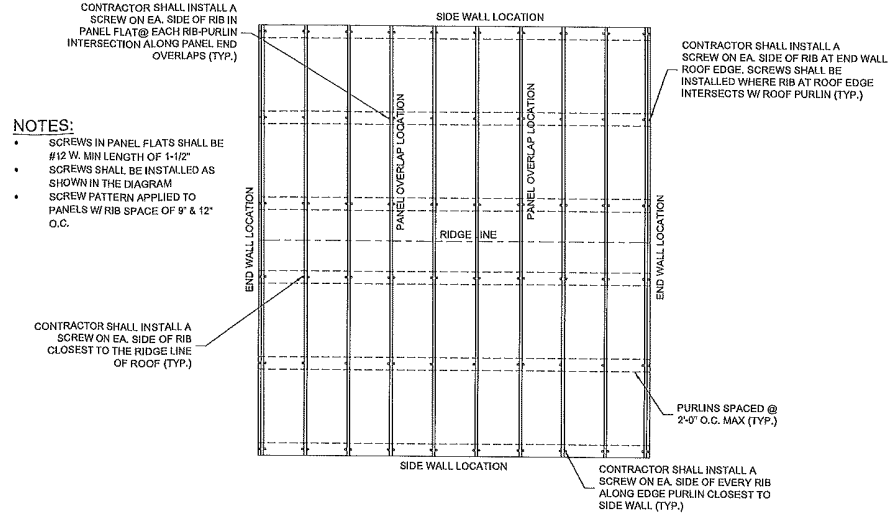 CONTRACTOR SHALL INSTALL A
SCREW ON EA. SIDE OF RIB IN
PANEL FLAT@ EACH RIB-PURLIN
INTERSECTION ALONG PANEL END
OVERLAPS (TYP.)
SIDE WALL LOCATION
CONTRACTOR SHALL INSTALL A
SCREW ON EA. SIDE OF RIB AT END WALL
ROOF EDGE, SCREWS SHALL BE
INSTALLED WHERE RIB AT ROOF EDGE
INTERSECTS W/ ROOF PURLIN (TYP.)
NOTES:
• SCREWS IN PANEL FLATS SHALL BE
#12 W. MIN LENGTH OF 1-1/2"
• SCREWS SHALL BE INSTALLED AS
SHOWN IN THE DIAGRAM
• SCREW PATTERN APPLIED TO
PANELS W/ RIB SPACE OF 9" & 12"
O.C.
END WALL LOCATION
PANEL OVERLAP LOCATION
PANEL OVERLAP LOCATION
END WALL LOCATION
RIDGE LINE
CONTRACTOR SHALL INSTALL A
SCREW ON EA. SIDE OF RIB
CLOSEST TO THE RIDGE LINE
OF ROOF (TYP.)
PURLINS SPACED @
2'-0" O.C. MAX (TYP.)
SIDE WALL LOCATION
CONTRACTOR SHALL INSTALL A
SCREW ON EA. SIDE OF EVERY RIB
ALONG EDGE PURLIN CLOSEST TO
SIDE WALL (TYP.)